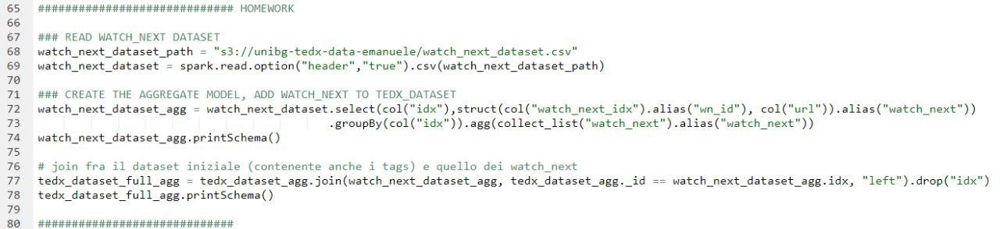 65 ############################# HOMEWORK
66
67 ### READ WATCH_NEXT DATASET
68 watch_next_dataset_path = "s3://unibg-tedx-data-emanuele/watch_next_dataset.csv"
69 watch_next_dataset = spark.read.option("header","true").csv(watch_next_dataset_path)
70
71 ### CREATE THE AGGREGATE MODEL, ADD WATCH_NEXT TO TEDX_DATASET
72 watch_next_dataset_agg = watch_next_dataset.select(col("idx"),struct(col("watch_next_idx").alias("wn_id"), col("url")).alias("watch_next"))
73 .groupBy(col("idx")).agg(collect_list("watch_next").alias("watch_next"))
74 watch_next_dataset_agg.printSchema()
75
76 # join fra il dataset iniziale (contenente anche i tags) e quello dei watch_next
77 tedx_dataset_full_agg = tedx_dataset_agg.join(watch_next_dataset_agg, tedx_dataset_agg._id == watch_next_dataset_agg.idx, "left").drop("idx")
78 tedx_dataset_full_agg.printSchema()
79
80 #############################